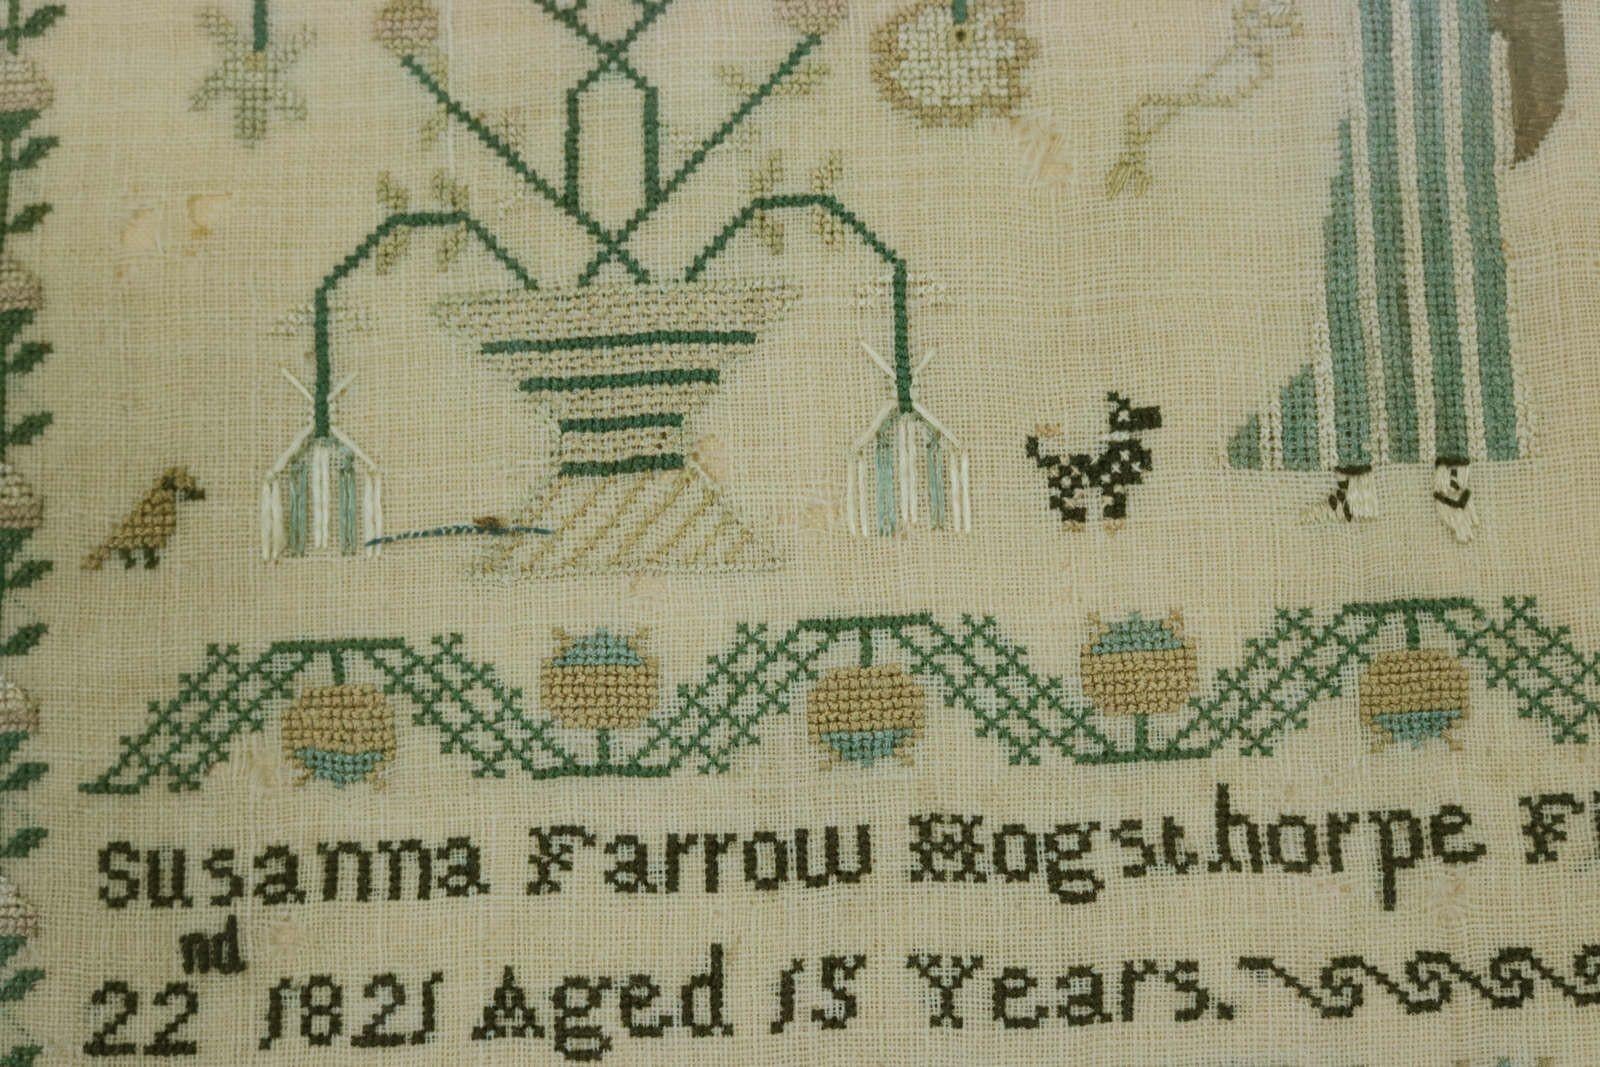 Susanna Farrow Hogsthorpe
22nd 1821 Aged 15 Years.